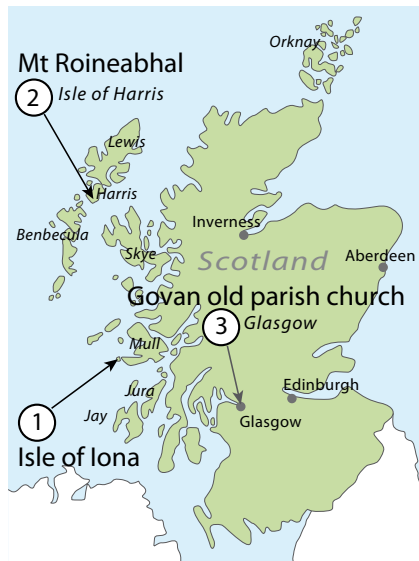 Orkney
Mt Roineabhal
2 Isle of Harris
Lewis
Harris
Benbecula
Inverness
Skye
Scotland
Aberdeen
Govan old parish church
3 Glasgow
Mull
Edinburgh
Jura
1
Jay
Glasgow
Isle of Iona